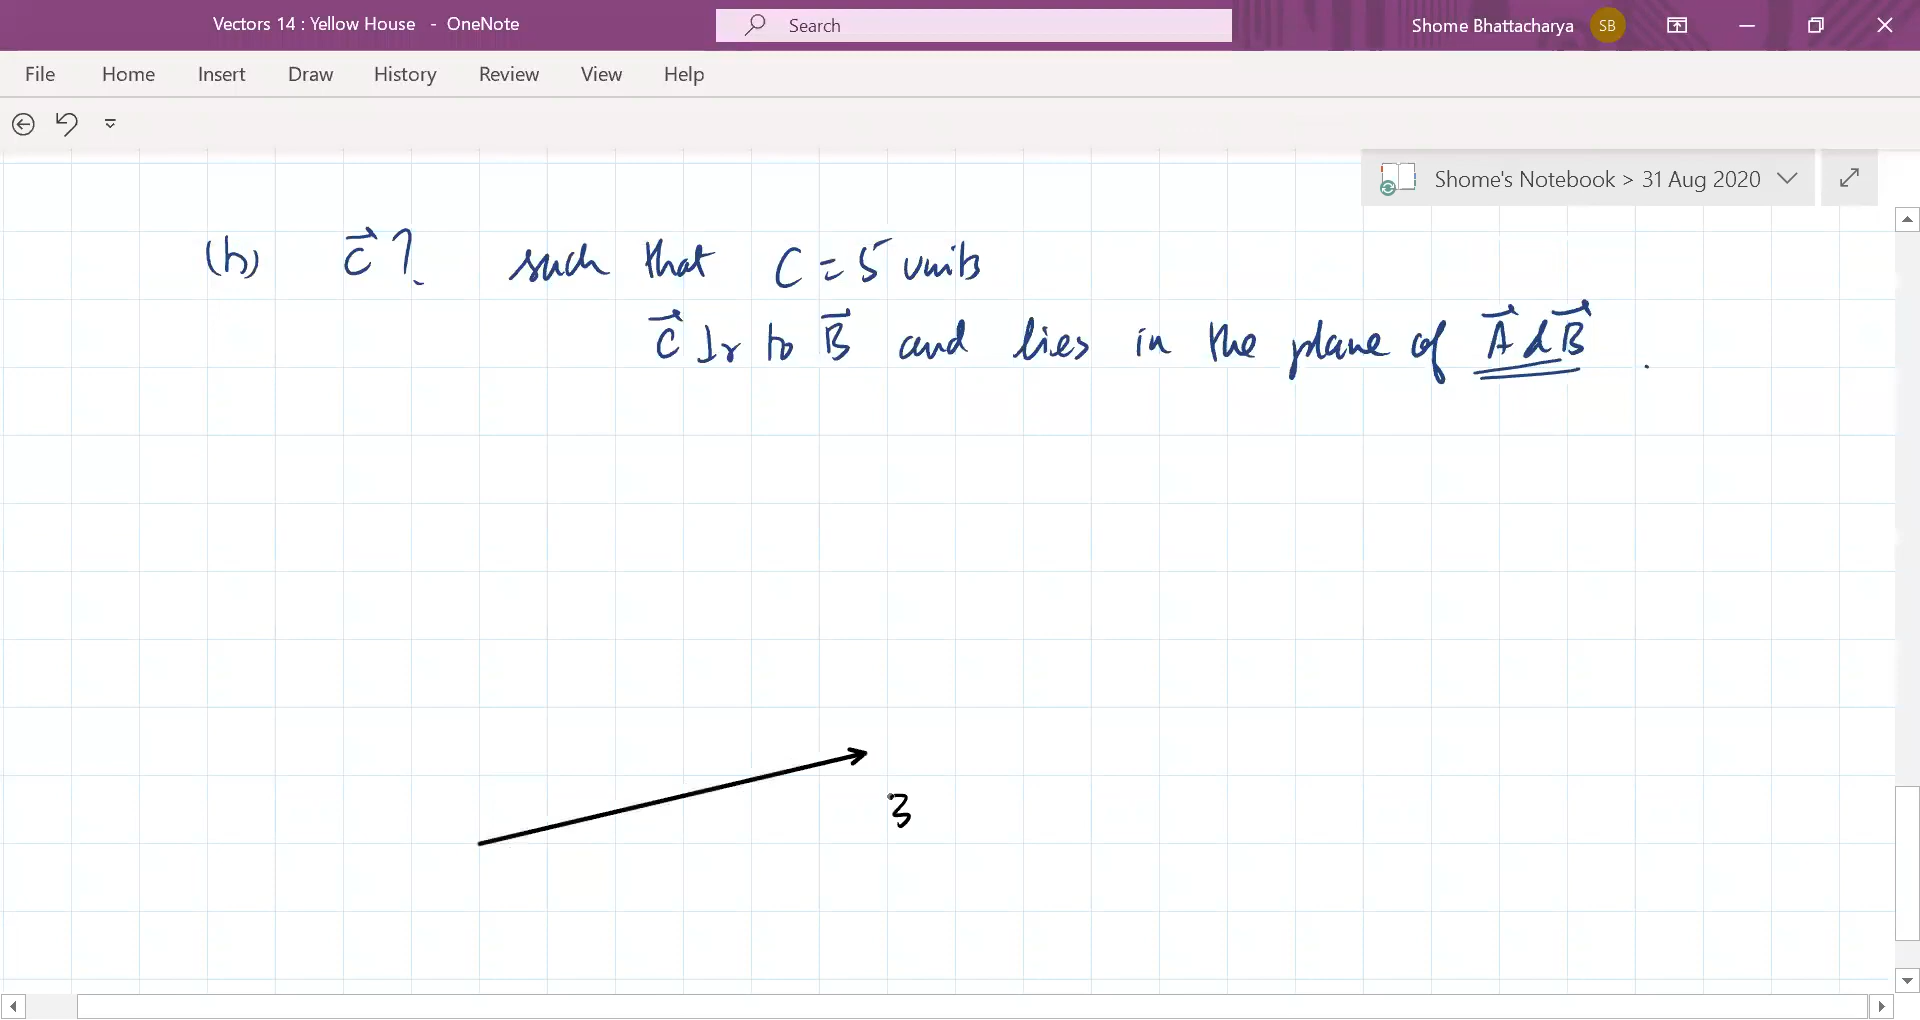 Vectors 14 : Yellow House - OneNote
Search
Shome Bhattacharya SB
File Home Insert Draw History Review View Help
Shome's Notebook > 31 Aug 2020
(b) C⃗ ? such that C = 5 units
C⃗ ⊥r to B⃗ and lies in the plane of A⃗ & B⃗ .